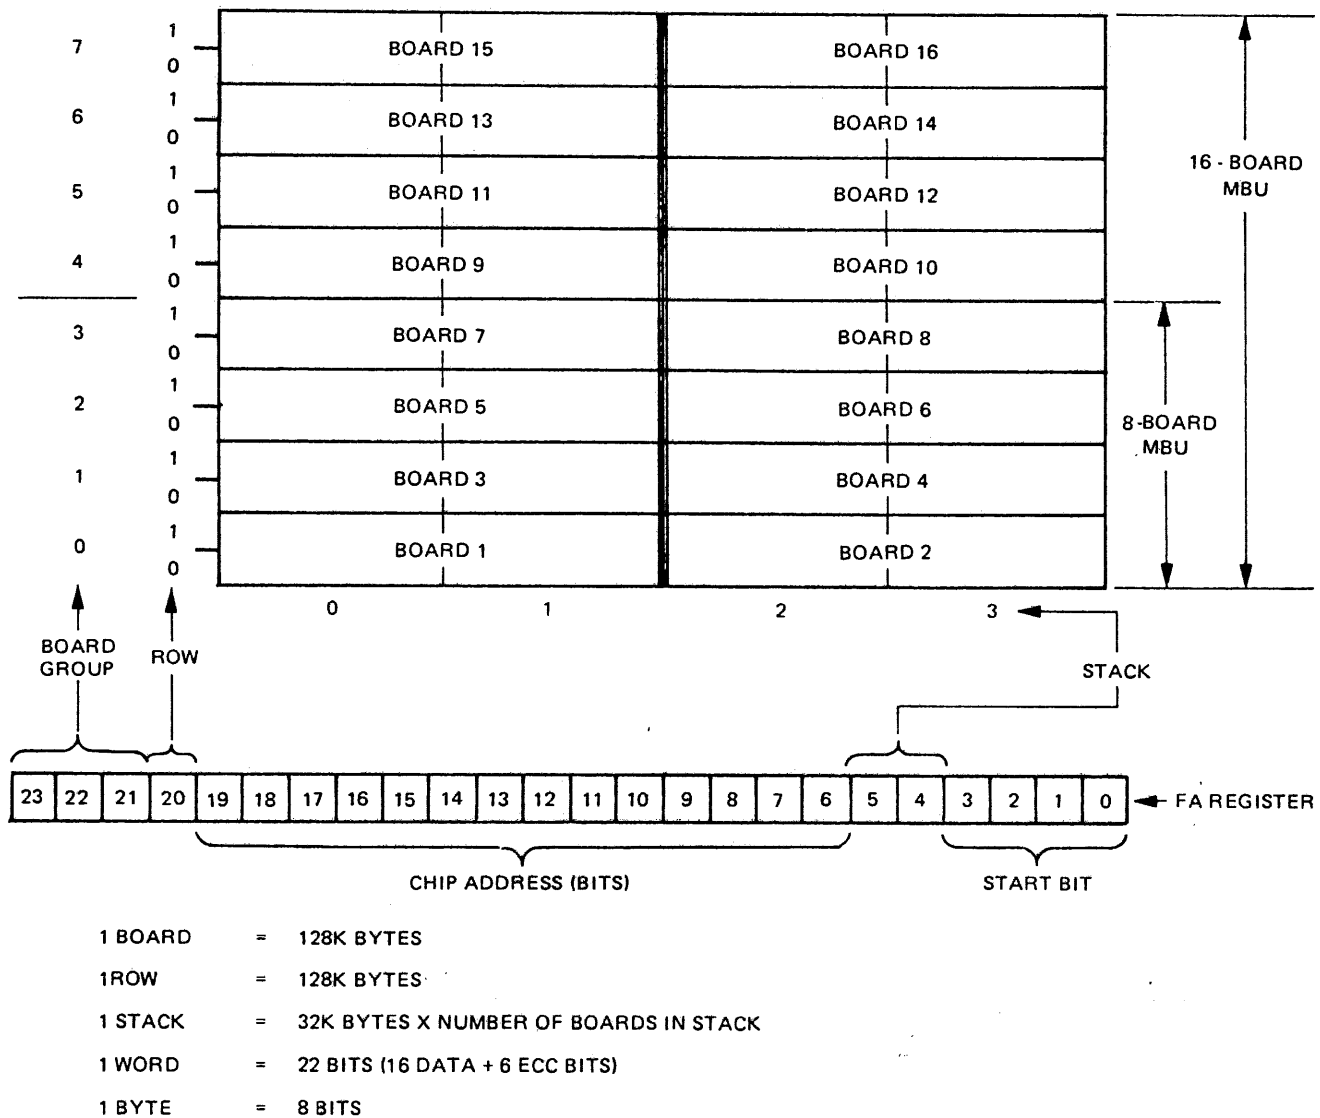 7 1 0 BOARD 15 BOARD 16
6 1 0 BOARD 13 BOARD 14
5 1 0 BOARD 11 BOARD 12
16 - BOARD
MBU
4 1 0 BOARD 9 BOARD 10
3 1 0 BOARD 7 BOARD 8
2 1 0 BOARD 5 BOARD 6
8-BOARD
MBU
1 1 0 BOARD 3 BOARD 4
0 1 0 BOARD 1 BOARD 2
0 1 2 3
BOARD
GROUP
ROW
STACK
23 22 21 20 19 18 17 16 15 14 13 12 11 10 9 8 7 6 5 4 3 2 1 0 FA REGISTER
CHIP ADDRESS (BITS) START BIT
1 BOARD = 128K BYTES
1ROW = 128K BYTES
1 STACK = 32K BYTES X NUMBER OF BOARDS IN STACK
1 WORD = 22 BITS (16 DATA + 6 ECC BITS)
1 BYTE = 8 BITS